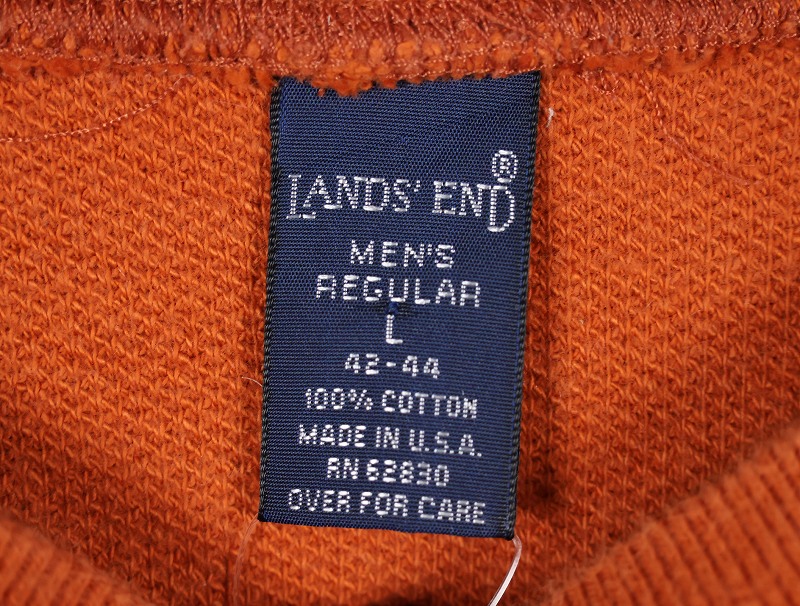 LANDS' END®
MEN'S
REGULAR
L
42-44
100% COTTON
MADE IN U.S.A.
RN 62830
OVER FOR CARE